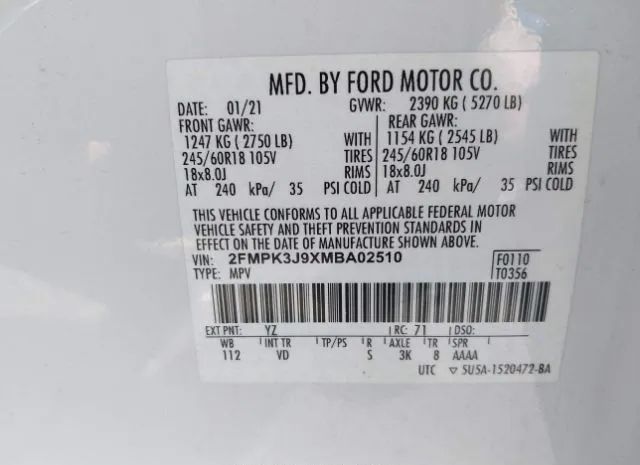 MFD. BY FORD MOTOR CO.
DATE: 01/21 GVWR: 2390 KG ( 5270 LB)
FRONT GAWR: REAR GAWR:
1247 KG ( 2750 LB) WITH 1154 KG ( 2545 LB) WITH
245/60R18 105V TIRES 245/60R18 105V TIRES
18x8.0J RIMS 18x8.0J RIMS
AT 240 kPa/ 35 PSI COLD AT 240 kPa/ 35 PSI COLD
THIS VEHICLE CONFORMS TO ALL APPLICABLE FEDERAL MOTOR
VEHICLE SAFETY AND THEFT PREVENTION STANDARDS IN
EFFECT ON THE DATE OF MANUFACTURE SHOWN ABOVE.
VIN: 2FMPK3J9XMBA02510 F0110
TYPE: MPV T0356
EXT PNT: YZ RC: 71 DSO:
WB INT TR TP/PS R AXLE TR SPR
112 VD S 3K 8 AAAA
UTC ▽ 5U5A-1520472-BA